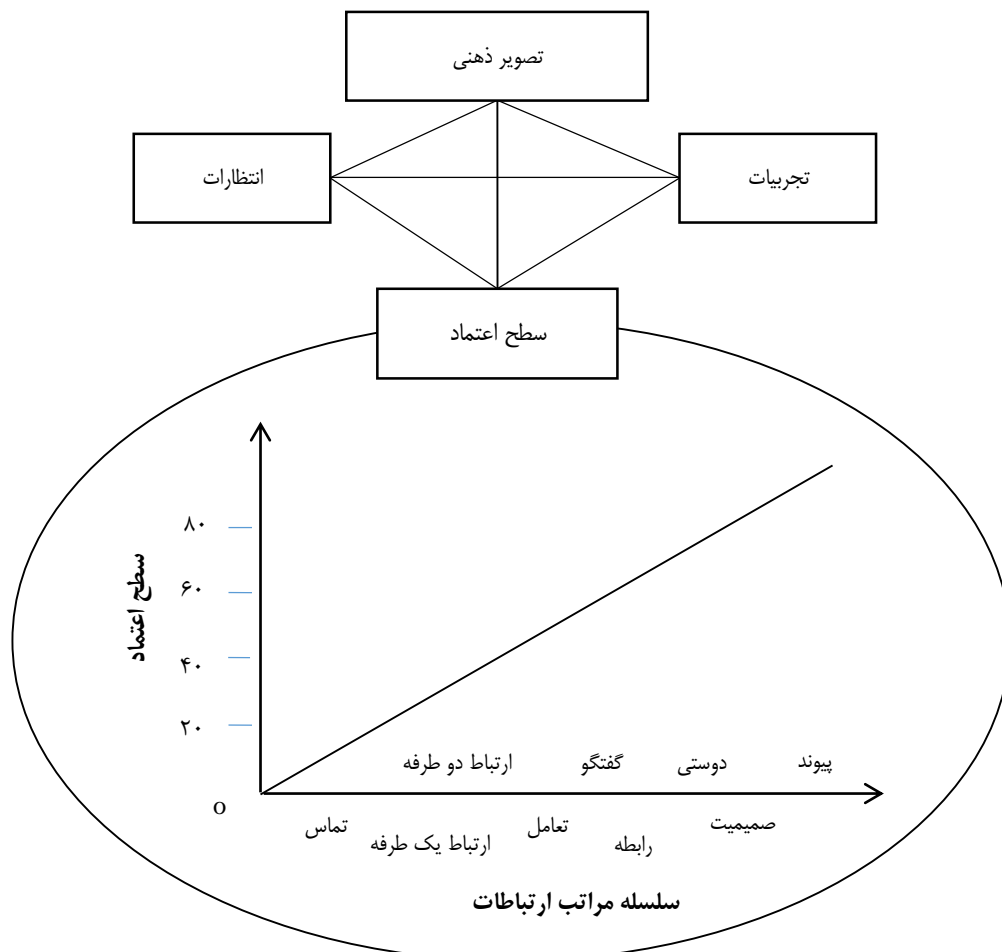 تصویر ذهنی
تجربیات
انتظارات
سطح اعتماد
سطح اعتماد
۸۰
۶۰
۴۰
۲۰
o
ارتباط دو طرفه
گفتگو
دوستی
پیوند
تماس
ارتباط یک طرفه
تعامل
رابطه
صمیمیت
سلسله مراتب ارتباطات